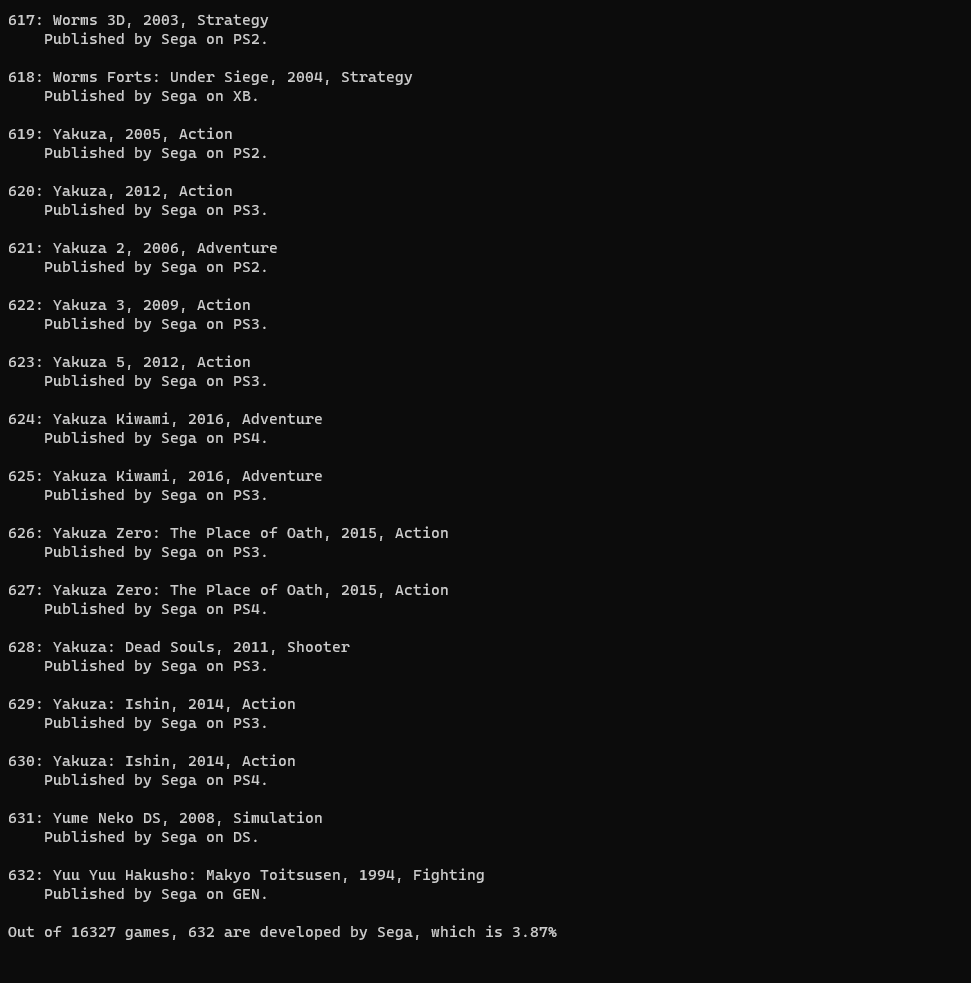 617: Worms 3D, 2003, Strategy
Published by Sega on PS2.
618: Worms Forts: Under Siege, 2004, Strategy
Published by Sega on XB.
619: Yakuza, 2005, Action
Published by Sega on PS2.
620: Yakuza, 2012, Action
Published by Sega on PS3.
621: Yakuza 2, 2006, Adventure
Published by Sega on PS2.
622: Yakuza 3, 2009, Action
Published by Sega on PS3.
623: Yakuza 5, 2012, Action
Published by Sega on PS3.
624: Yakuza Kiwami, 2016, Adventure
Published by Sega on PS4.
625: Yakuza Kiwami, 2016, Adventure
Published by Sega on PS3.
626: Yakuza Zero: The Place of Oath, 2015, Action
Published by Sega on PS3.
627: Yakuza Zero: The Place of Oath, 2015, Action
Published by Sega on PS4.
628: Yakuza: Dead Souls, 2011, Shooter
Published by Sega on PS3.
629: Yakuza: Ishin, 2014, Action
Published by Sega on PS3.
630: Yakuza: Ishin, 2014, Action
Published by Sega on PS4.
631: Yume Neko DS, 2008, Simulation
Published by Sega on DS.
632: Yuu Yuu Hakusho: Makyo Toitsusen, 1994, Fighting
Published by Sega on GEN.
Out of 16327 games, 632 are developed by Sega, which is 3.87%